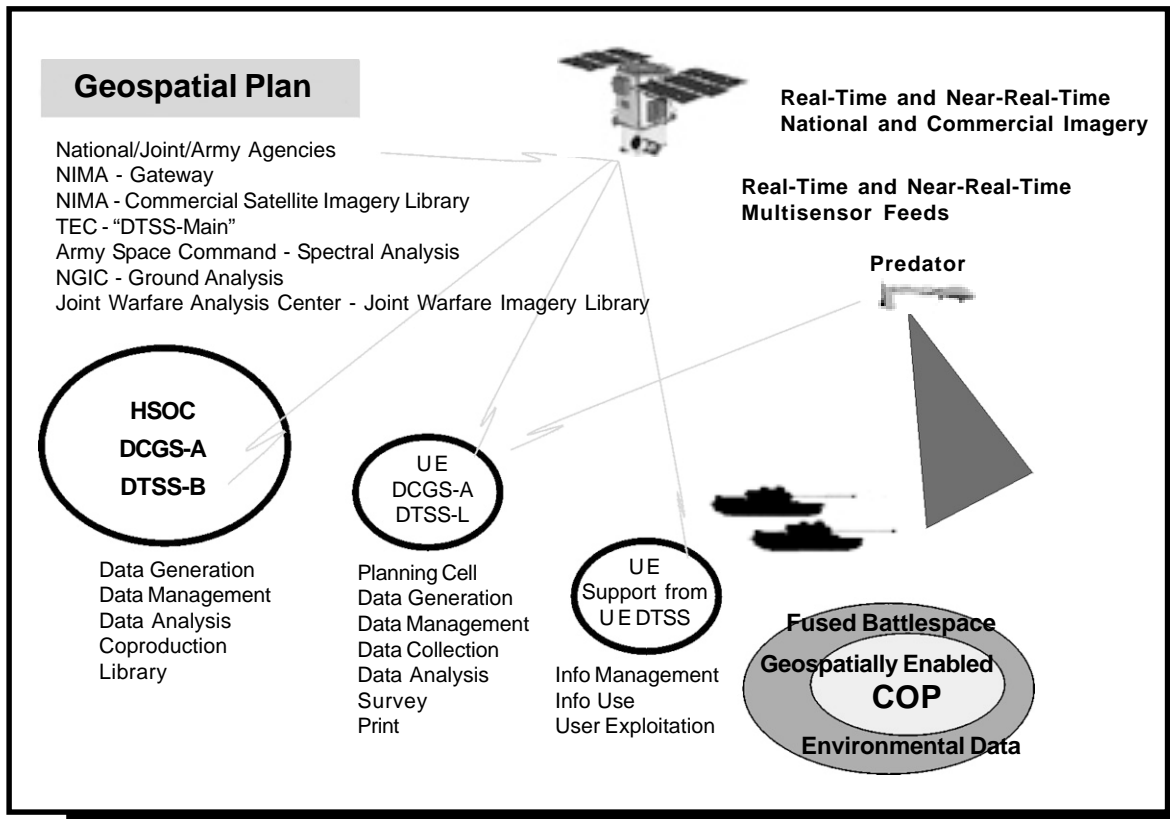 Geospatial Plan
National/Joint/Army Agencies
NIMA - Gateway
NIMA - Commercial Satellite Imagery Library
TEC - “DTSS-Main”
Army Space Command - Spectral Analysis
NGIC - Ground Analysis
Joint Warfare Analysis Center - Joint Warfare Imagery Library
Real-Time and Near-Real-Time
National and Commercial Imagery
Real-Time and Near-Real-Time
Multisensor Feeds
Predator
HSOC
DCGS-A
DTSS-B
Data Generation
Data Management
Data Analysis
Coproduction
Library
UE
DCGS-A
DTSS-L
Planning Cell
Data Generation
Data Management
Data Collection
Data Analysis
Survey
Print
UE
Support from
UE DTSS
Info Management
Info Use
User Exploitation
Fused Battlespace
Geospatially Enabled
COP
Environmental Data